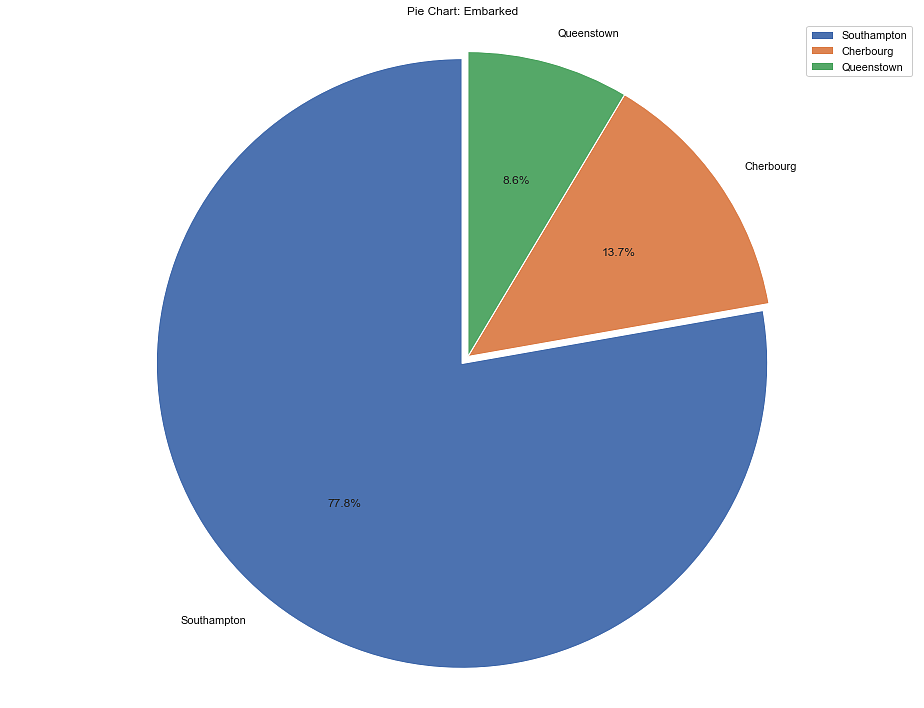 Pie Chart: Embarked
Queenstown
Southampton
Cherbourg
Queenstown
Cherbourg
8.6%
13.7%
77.8%
Southampton